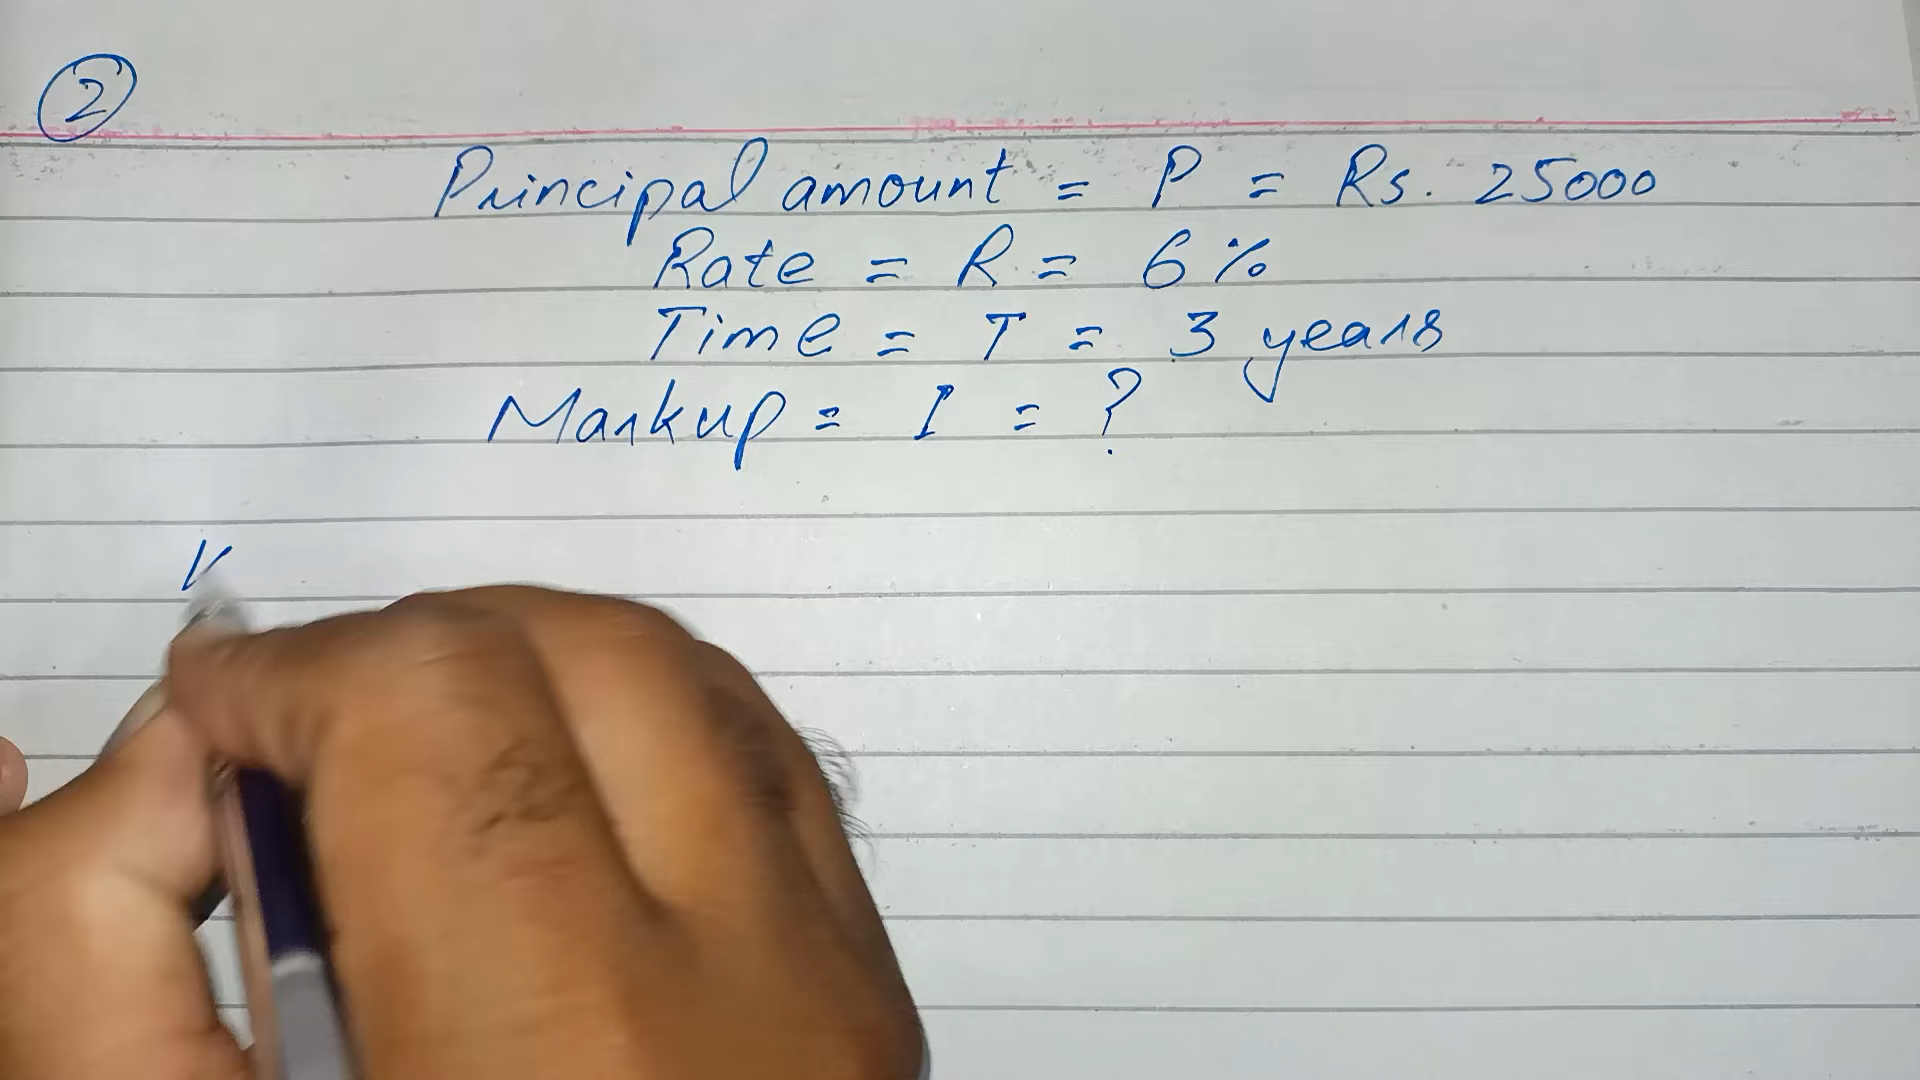 2
Principal amount = P = Rs. 25000
Rate = R = 6%
Time = T = 3 years
Markup = I = ?